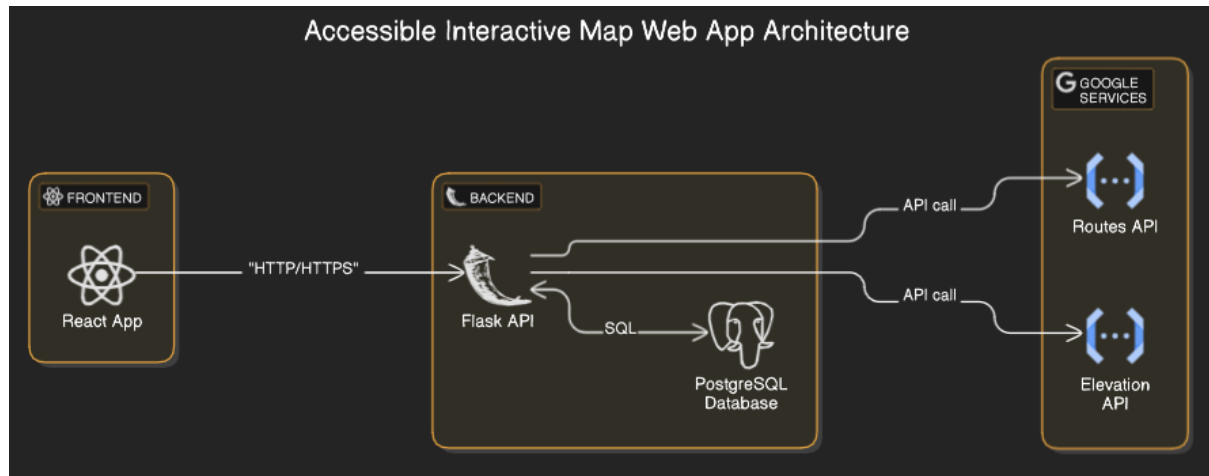 Accessible Interactive Map Web App Architecture
GOOGLE
SERVICES
FRONTEND
BACKEND
API call
Routes API
"HTTP/HTTPS"
React App
Flask API
SQL
API call
PostgreSQL
Database
Elevation
API